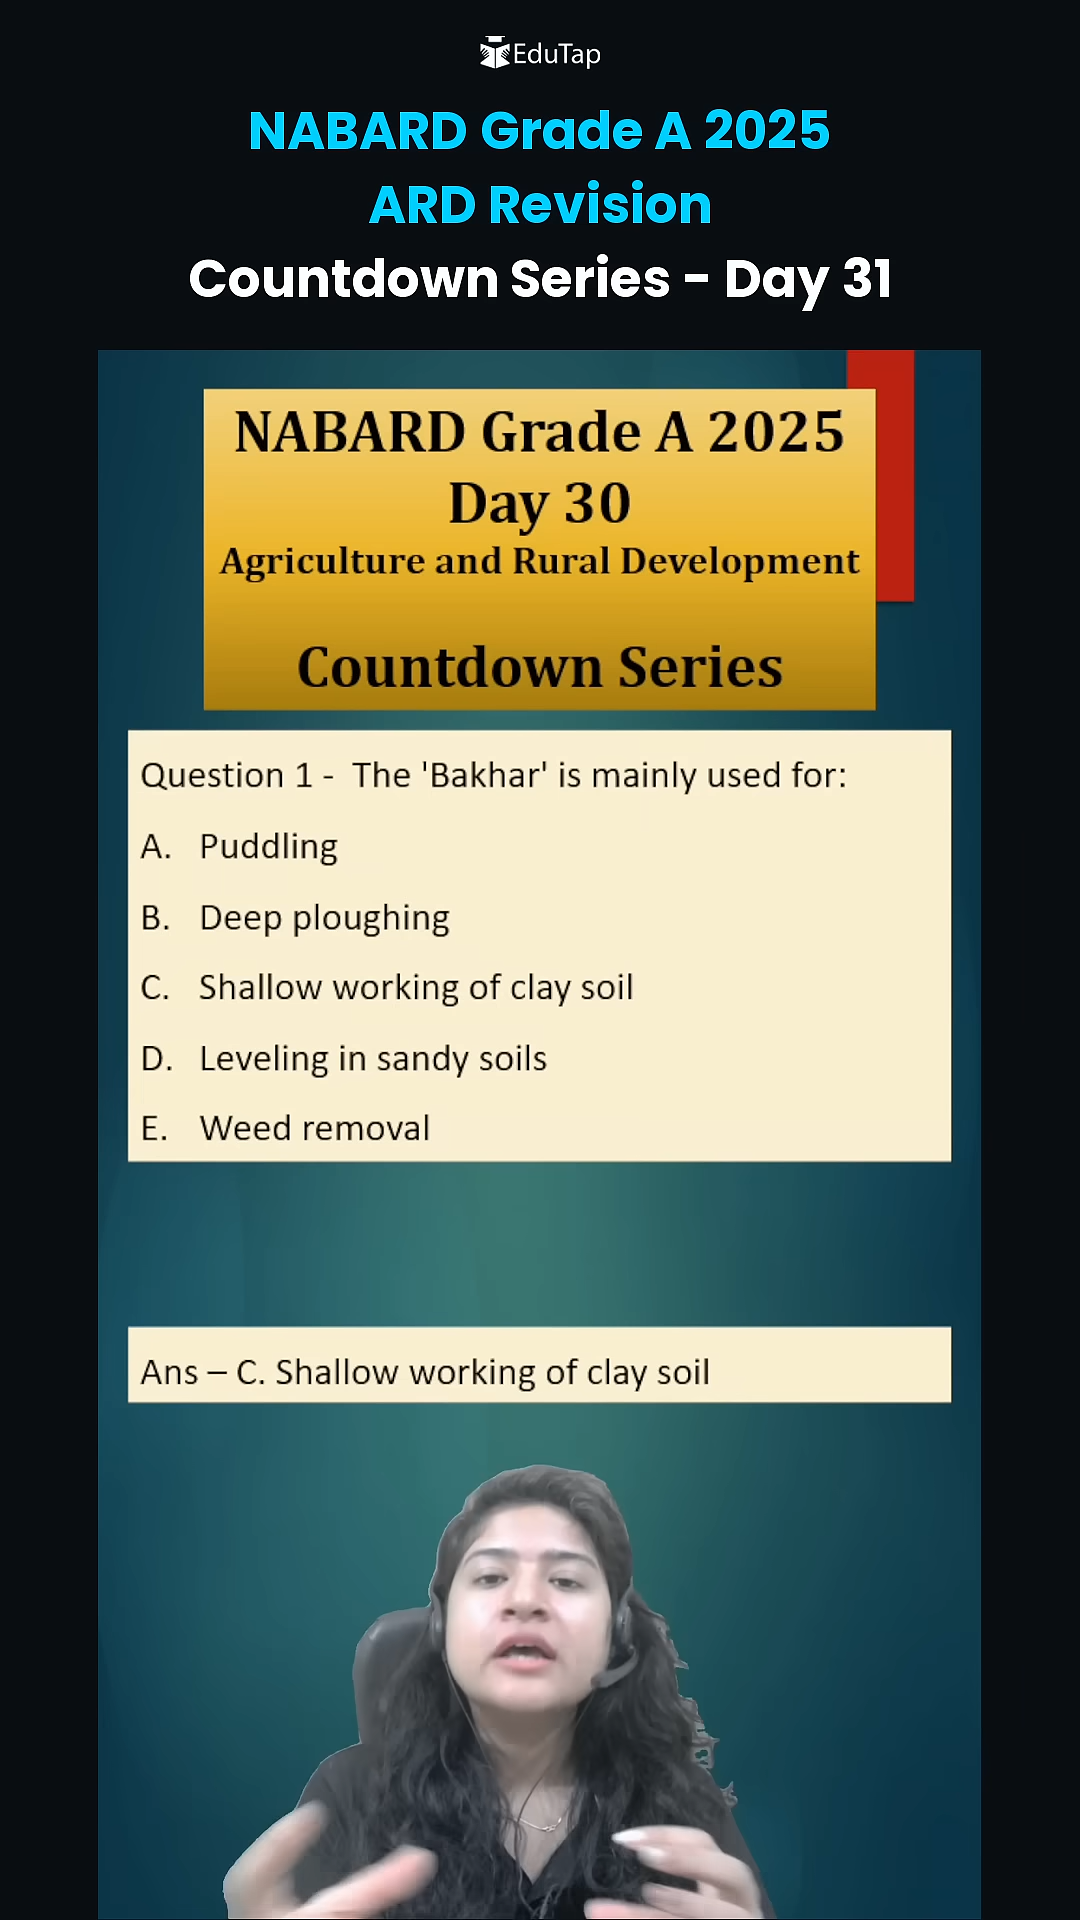 EduTap
NABARD Grade A 2025
ARD Revision
Countdown Series - Day 31
NABARD Grade A 2025
Day 30
Agriculture and Rural Development
Countdown Series
Question 1 - The 'Bakhar' is mainly used for:
A. Puddling
B. Deep ploughing
C. Shallow working of clay soil
D. Leveling in sandy soils
E. Weed removal
Ans – C. Shallow working of clay soil